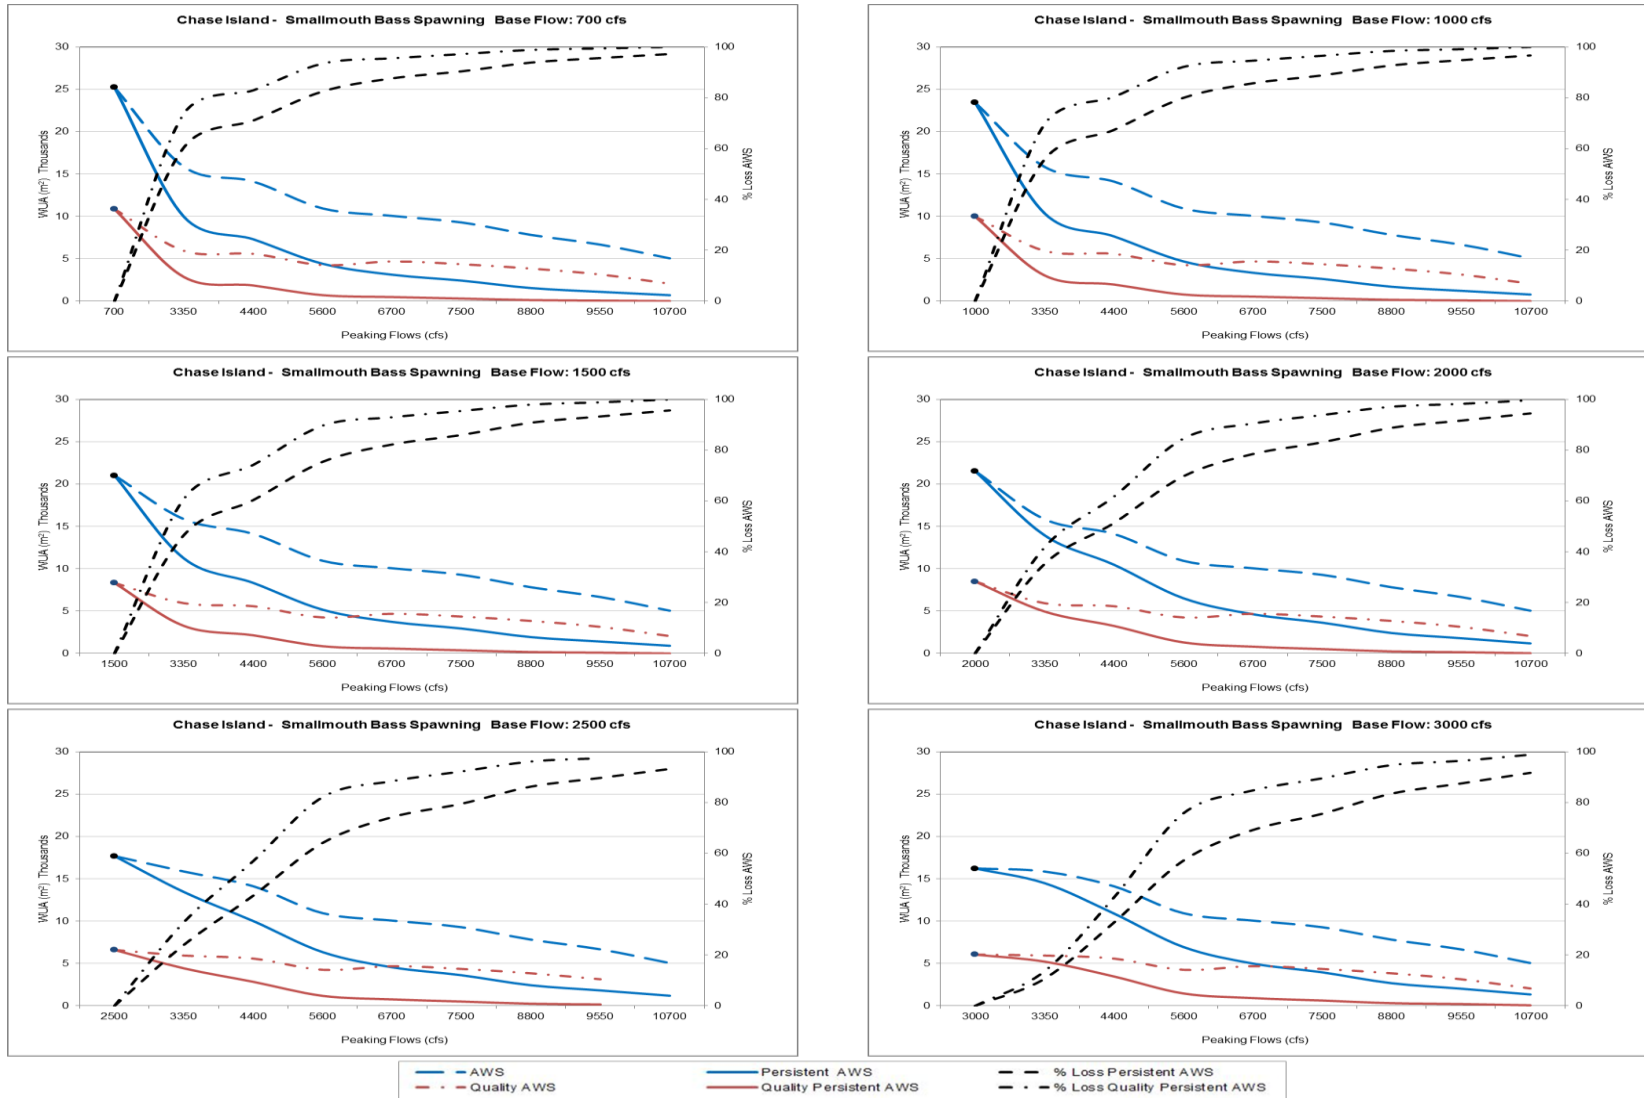 Chase Island - Smallmouth Bass Spawning Base Flow: 700 cfs
30
25
20
15
10
5
0
WUA (m²) Thousands
100
80
60
40
20
0
% Loss AWS
700 3350 4400 5600 6700 7500 8800 9550 10700
Peaking Flows (cfs)
Chase Island - Smallmouth Bass Spawning Base Flow: 1000 cfs
30
25
20
15
10
5
0
WUA (m²) Thousands
100
80
60
40
20
0
% Loss AWS
1000 3350 4400 5600 6700 7500 8800 9550 10700
Peaking Flows (cfs)
Chase Island - Smallmouth Bass Spawning Base Flow: 1500 cfs
30
25
20
15
10
5
0
WUA (m²) Thousands
100
80
60
40
20
0
% Loss AWS
1500 3350 4400 5600 6700 7500 8800 9550 10700
Peaking Flows (cfs)
Chase Island - Smallmouth Bass Spawning Base Flow: 2000 cfs
30
25
20
15
10
5
0
WUA (m²) Thousands
100
80
60
40
20
0
% Loss AWS
2000 3350 4400 5600 6700 7500 8800 9550 10700
Peaking Flows (cfs)
Chase Island - Smallmouth Bass Spawning Base Flow: 2500 cfs
30
25
20
15
10
5
0
WUA (m²) Thousands
100
80
60
40
20
0
% Loss AWS
2500 3350 4400 5600 6700 7500 8800 9550 10700
Peaking Flows (cfs)
Chase Island - Smallmouth Bass Spawning Base Flow: 3000 cfs
30
25
20
15
10
5
0
WUA (m²) Thousands
100
80
60
40
20
0
% Loss AWS
3000 3350 4400 5600 6700 7500 8800 9550 10700
Peaking Flows (cfs)
AWS Persistent AWS % Loss Persistent AWS
Quality AWS Quality Persistent AWS % Loss Quality Persistent AWS